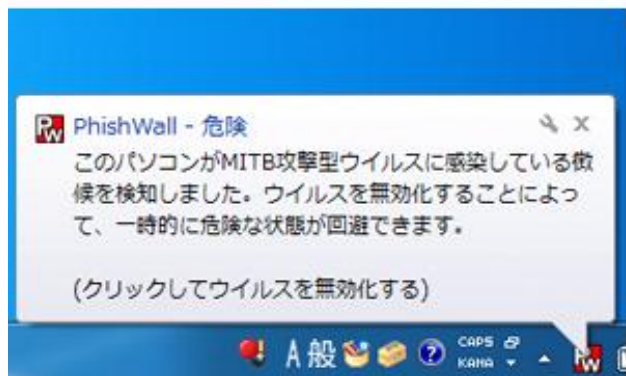 PhishWall - 危険
このパソコンがMITB攻撃型ウイルスに感染している徴
候を検知しました。ウイルスを無効化することによっ
て、一時的に危険な状態が回避できます。
(クリックしてウイルスを無効化する)
A 般 CAPS
KANA